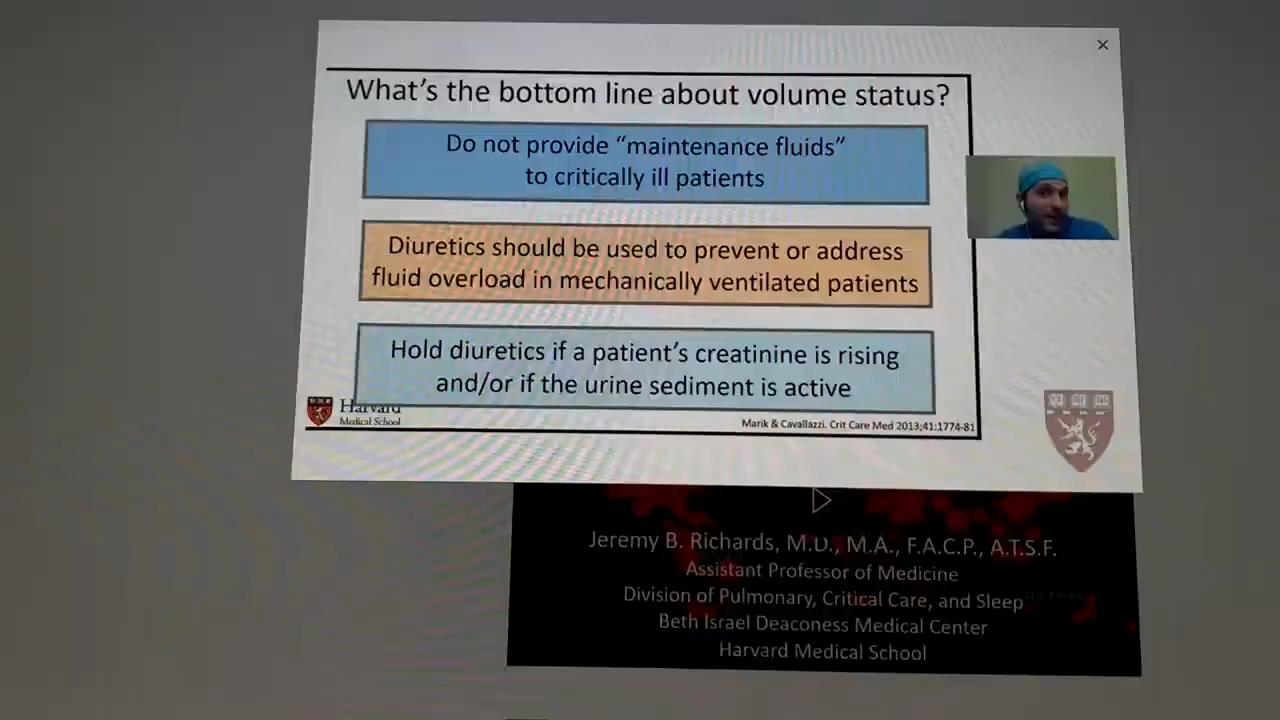 What's the bottom line about volume status?
Do not provide “maintenance fluids”
to critically ill patients
Diuretics should be used to prevent or address
fluid overload in mechanically ventilated patients
Hold diuretics if a patient's creatinine is rising
and/or if the urine sediment is active
Harvard
Medical School
Marik & Cavallazzi. Crit Care Med 2013;41:1774-81
Jeremy B. Richards, M.D., M.A., F.A.C.P., A.T.S.F.
Assistant Professor of Medicine
Division of Pulmonary, Critical Care, and Sleep
Beth Israel Deaconess Medical Center
Harvard Medical School